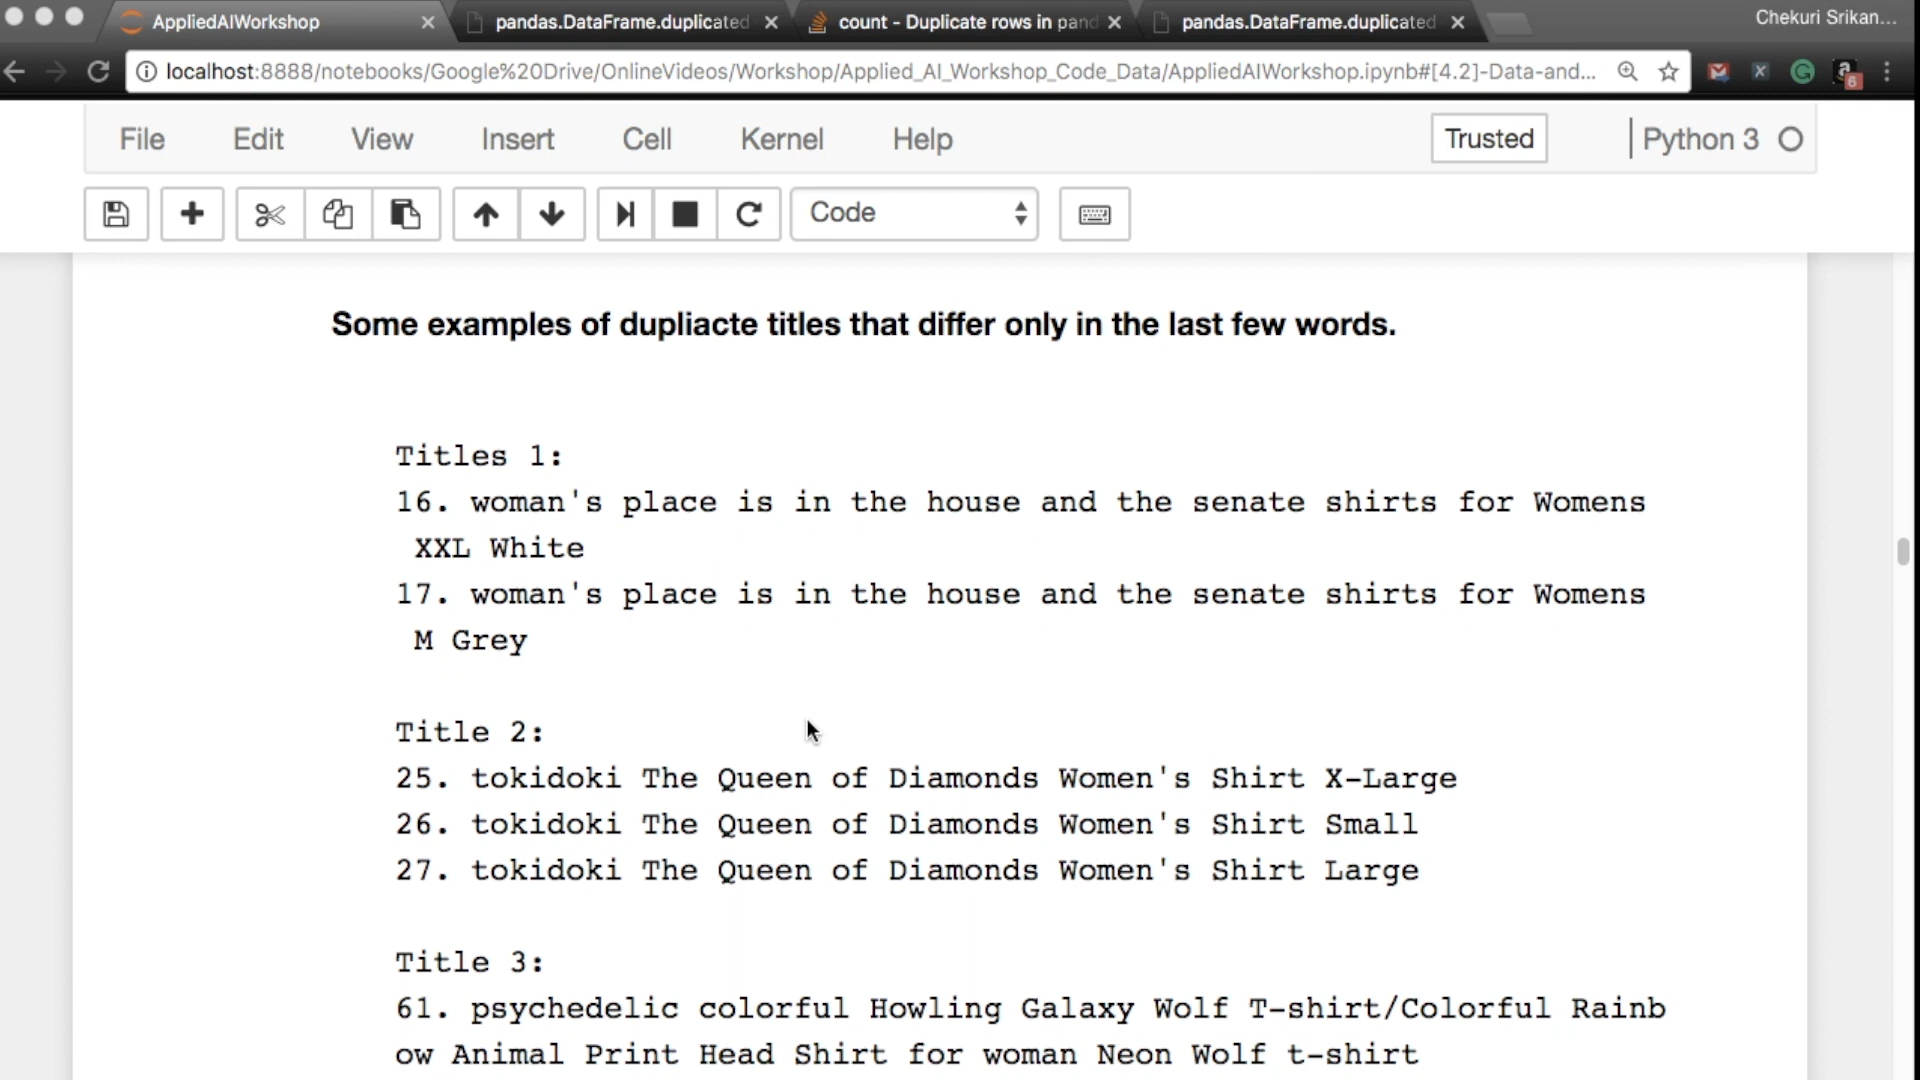 AppliedAIWorkshop
pandas.DataFrame.duplicated
count - Duplicate rows in pand
pandas.DataFrame.duplicated
Chekuri Srikan...
localhost:8888/notebooks/Google%20Drive/OnlineVideos/Workshop/Applied_AI_Workshop_Code_Data/AppliedAIWorkshop.ipynb#[4.2]-Data-and...
6
File Edit View Insert Cell Kernel Help
Trusted
Python 3
Code
Some examples of dupliacte titles that differ only in the last few words.
Titles 1:
16. woman's place is in the house and the senate shirts for Womens
XXL White
17. woman's place is in the house and the senate shirts for Womens
M Grey
Title 2:
25. tokidoki The Queen of Diamonds Women's Shirt X-Large
26. tokidoki The Queen of Diamonds Women's Shirt Small
27. tokidoki The Queen of Diamonds Women's Shirt Large
Title 3:
61. psychedelic colorful Howling Galaxy Wolf T-shirt/Colorful Rainb
ow Animal Print Head Shirt for woman Neon Wolf t-shirt